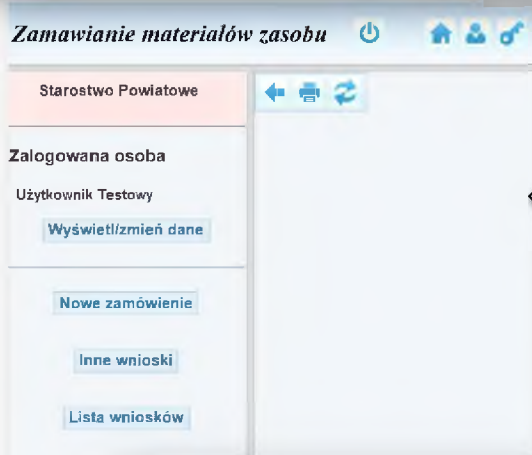 Zamawianie materiałów zasobu
Starostwo Powiatowe
Zalogowana osoba
Użytkownik Testowy
Wyświetl/zmień dane
Nowe zamówienie
Inne wnioski
Lista wniosków